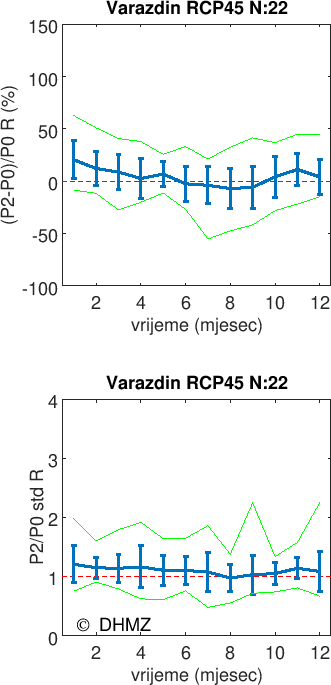 Varazdin RCP45 N:22
(P2-P0)/P0 R (%)
150
100
50
0
-50
-100
2 4 6 8 10 12
vrijeme (mjesec)
Varazdin RCP45 N:22
P2/P0 std R
4
3
2
1
0
© DHMZ
2 4 6 8 10 12
vrijeme (mjesec)